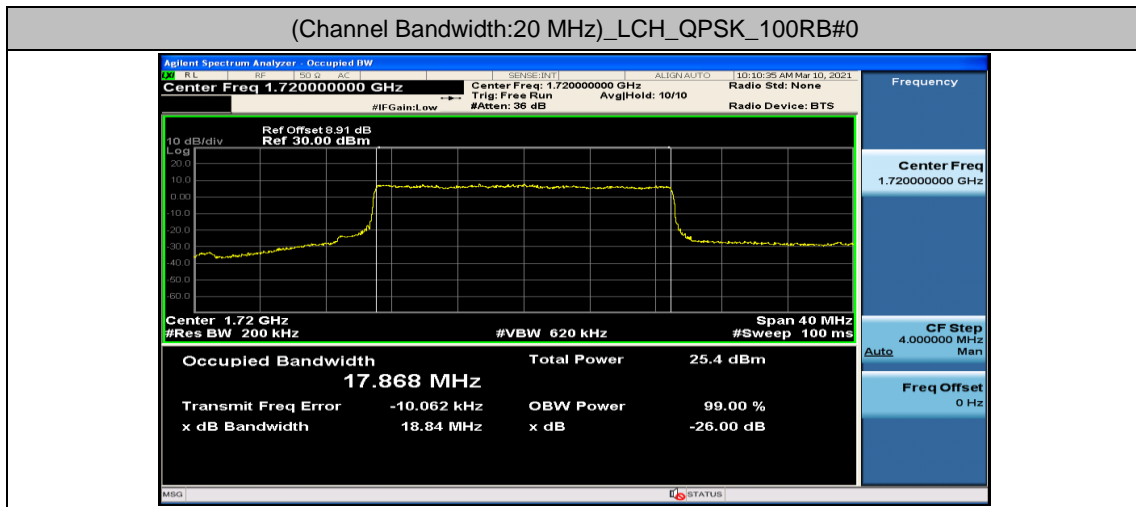 (Channel Bandwidth:20 MHz)_LCH_QPSK_100RB#0
Agilent Spectrum Analyzer - Occupied BW
LXI RL RF 50 Ω AC SENSE:INT ALIGN AUTO 10:10:35 AM Mar 10, 2021
Center Freq 1.720000000 GHz Center Freq: 1.720000000 GHz Radio Std: None
Trig: Free Run Avg|Hold: 10/10
#IFGain:Low #Atten: 36 dB Radio Device: BTS
Ref Offset 8.91 dB
10 dB/div Ref 30.00 dBm
Log
20.0
10.0
0.00
-10.0
-20.0
-30.0
-40.0
-50.0
-60.0
Center 1.72 GHz Span 40 MHz
#Res BW 200 kHz #VBW 620 kHz #Sweep 100 ms
Occupied Bandwidth Total Power 25.4 dBm
17.868 MHz
Transmit Freq Error -10.062 kHz OBW Power 99.00 %
x dB Bandwidth 18.84 MHz x dB -26.00 dB
MSG STATUS
Frequency
Center Freq
1.720000000 GHz
CF Step
4.000000 MHz
Auto Man
Freq Offset
0 Hz